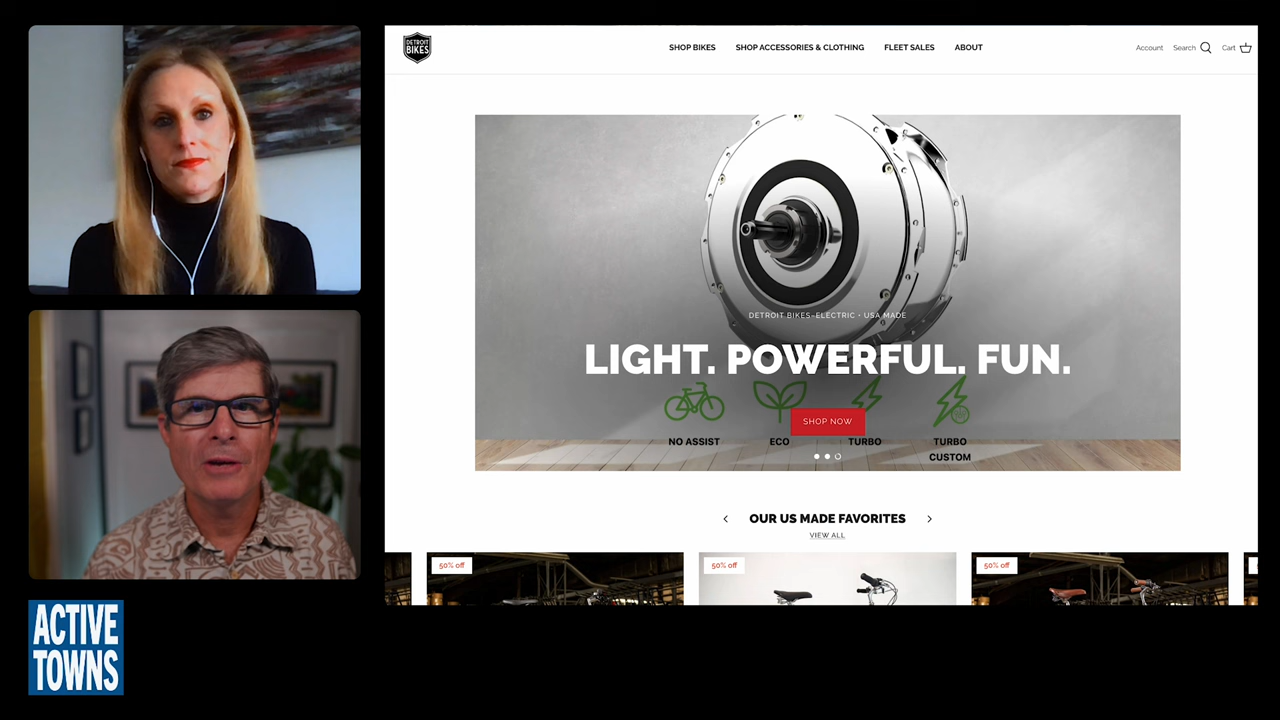 DETROIT
BIKES
SHOP BIKES
SHOP ACCESSORIES & CLOTHING
FLEET SALES
ABOUT
Account
Search
Cart
DETROIT BIKES-ELECTRIC • USA MADE
LIGHT. POWERFUL. FUN.
SHOP NOW
NO ASSIST
ECO
TURBO
TURBO
CUSTOM
OUR US MADE FAVORITES
VIEW ALL
50% off
50% off
50% off
ACTIVE
TOWNS